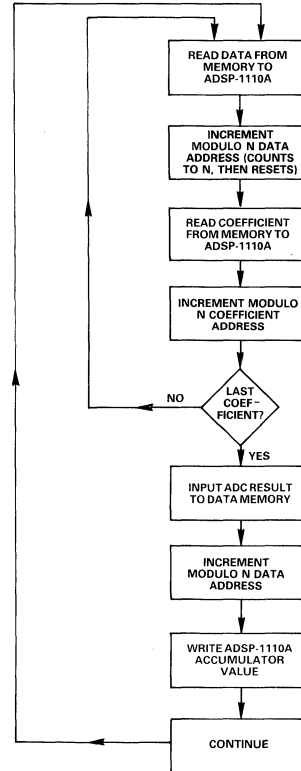 READ DATA FROM
MEMORY TO
ADSP-1110A
INCREMENT
MODULO N DATA
ADDRESS (COUNTS
TO N, THEN RESETS)
READ COEFFICIENT
FROM MEMORY TO
ADSP-1110A
INCREMENT MODULO
N COEFFICIENT
ADDRESS
NO
LAST
COEF-
FICIENT?
YES
INPUT ADC RESULT
TO DATA MEMORY
INCREMENT
MODULO N DATA
ADDRESS
WRITE ADSP-1110A
ACCUMULATOR
VALUE
CONTINUE